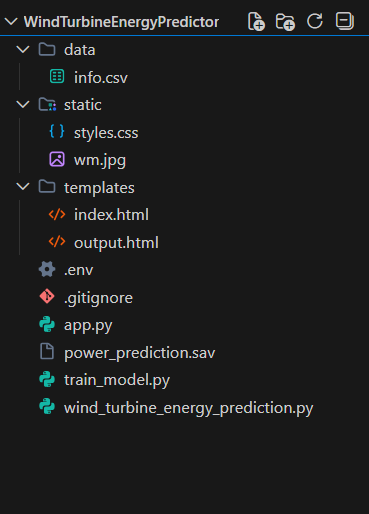 WindTurbineEnergyPredictor
data
info.csv
static
styles.css
wm.jpg
templates
index.html
output.html
.env
.gitignore
app.py
power_prediction.sav
train_model.py
wind_turbine_energy_prediction.py